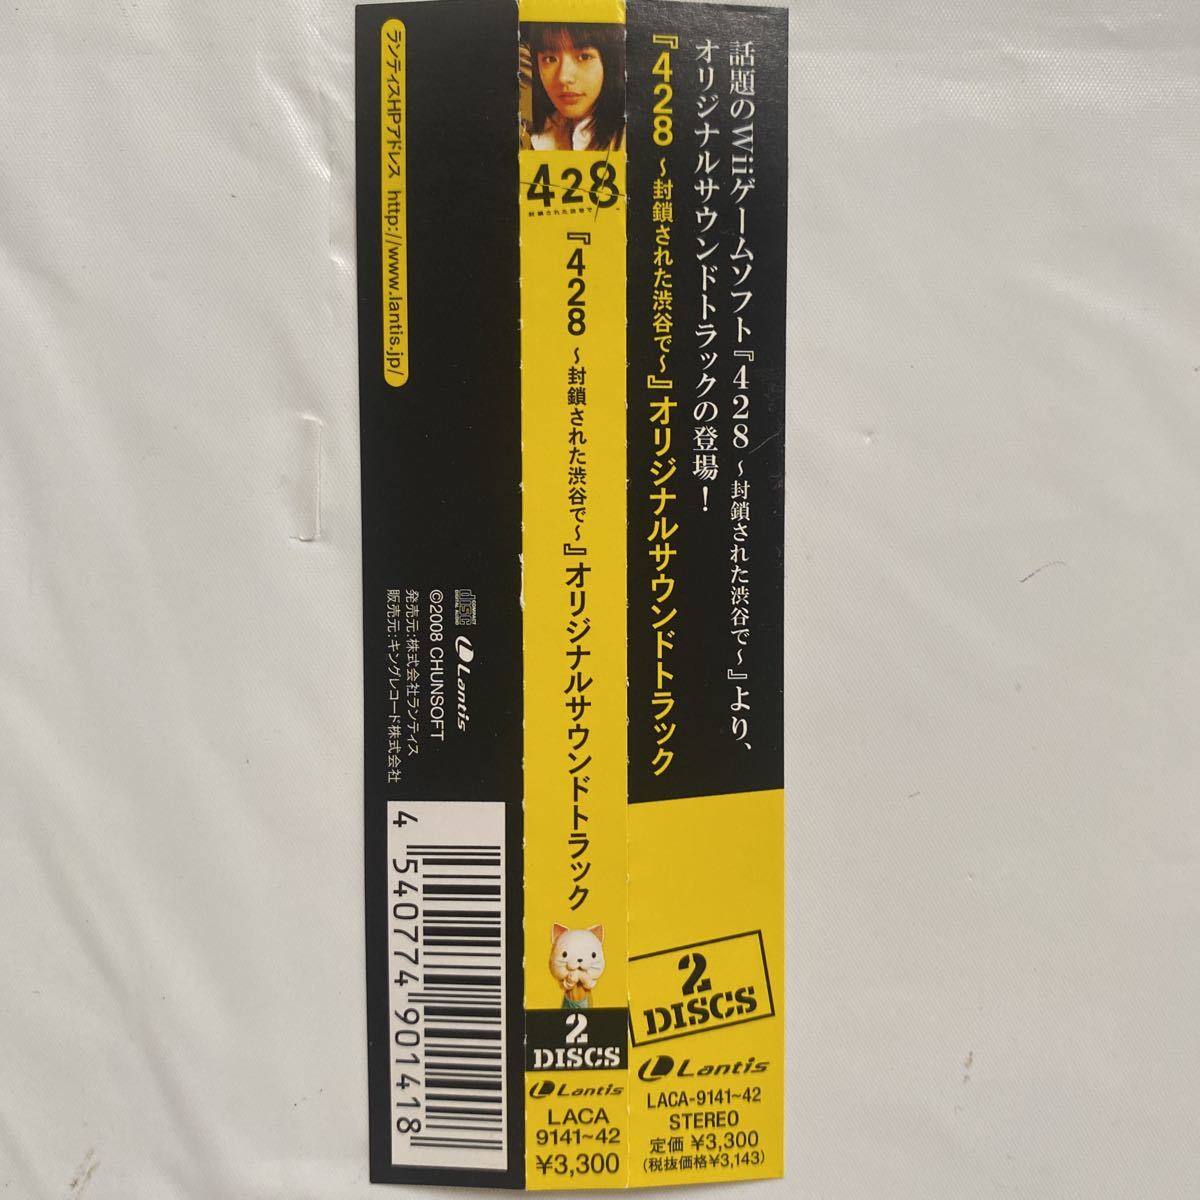 話題のWiiゲームソフト『428 ～封鎖された渋谷で～』より、
オリジナルサウンドトラックの登場！
『428 ～封鎖された渋谷で～』オリジナルサウンドトラック
2
DISCS
Lantis
LACA-9141~42
STEREO
定価 ¥3,300
(税抜価格¥3,143)
428
封鎖された渋谷で
『428 ～封鎖された渋谷で～』オリジナルサウンドトラック
2
DISCS
Lantis
LACA
9141~42
¥3,300
ランティスHPアドレス http://www.lantis.jp/
COMPACT
disc
DIGITAL AUDIO
Lantis
©2008 CHUNSOFT
発売元:株式会社ランティス
販売元:キングレコード株式会社
4 540774 901418